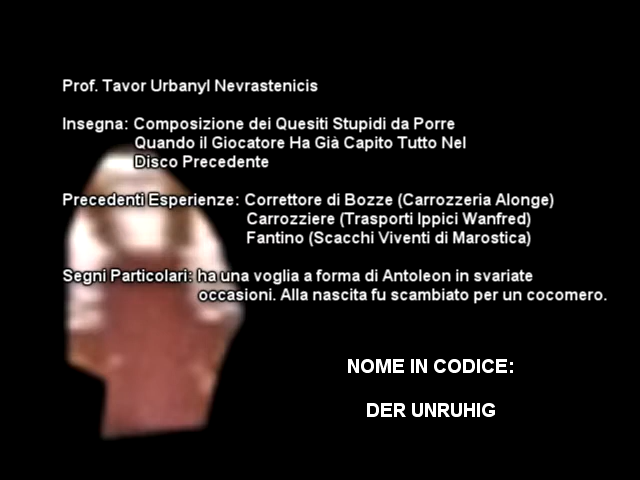 Prof. Tavor Urbanyl Nevrastenicis
Insegna: Composizione dei Quesiti Stupidi da Porre
Quando il Giocatore Ha Già Capito Tutto Nel
Disco Precedente
Precedenti Esperienze: Correttore di Bozze (Carrozzeria Alonge)
Carrozziere (Trasporti Ippici Wanfred)
Fantino (Scacchi Viventi di Marostica)
Segni Particolari: ha una voglia a forma di Antoleon in svariate
occasioni. Alla nascita fu scambiato per un cocomero.
NOME IN CODICE:
DER UNRUHIG